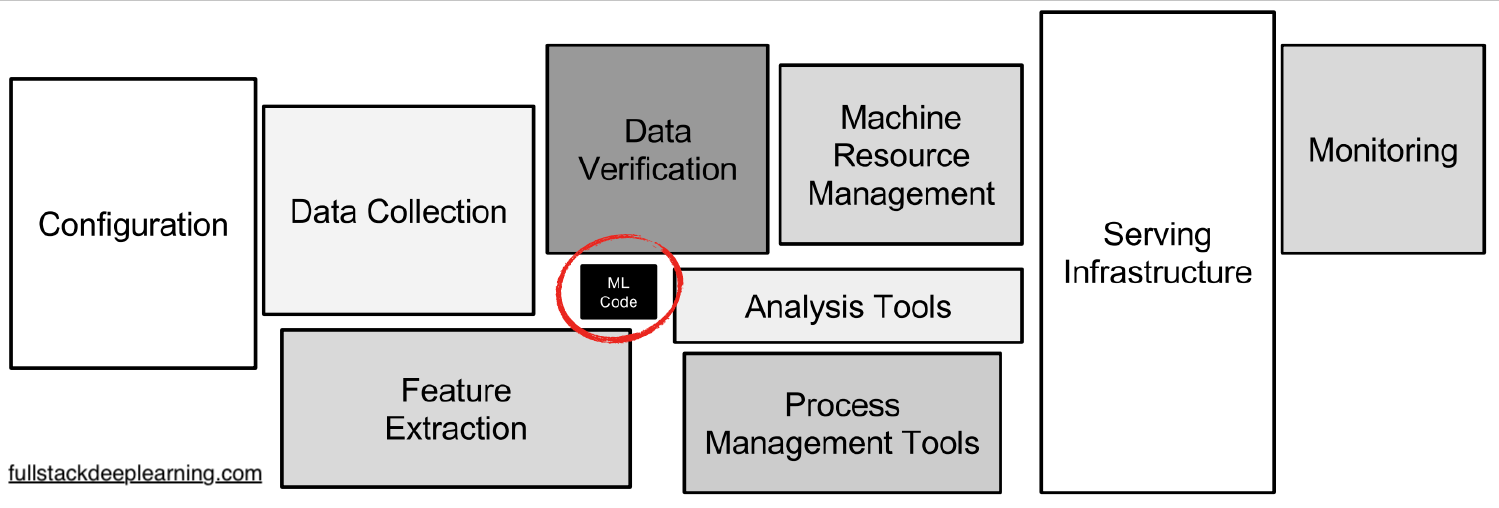 Configuration
Data Collection
Feature
Extraction
Data
Verification
ML
Code
Machine
Resource
Management
Analysis Tools
Process
Management Tools
Serving
Infrastructure
Monitoring
fullstackdeeplearning.com